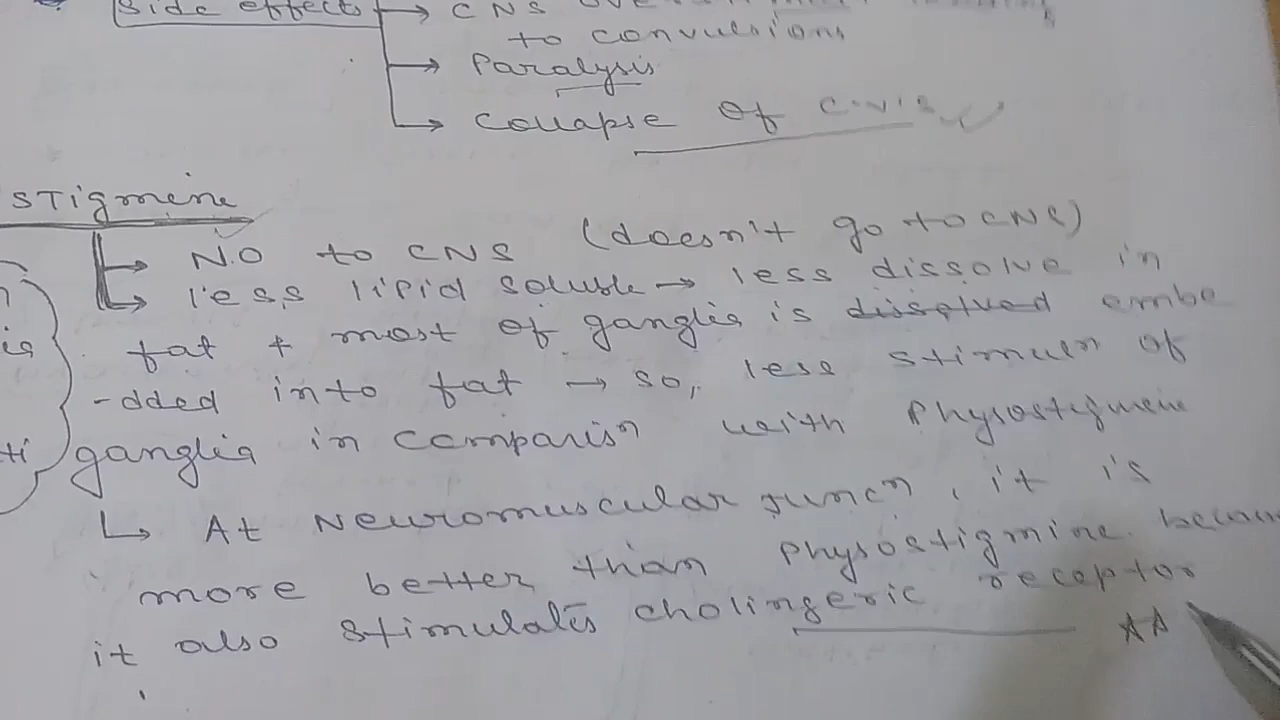 Side effects → CNS
to convulsions
→ Paralysis
→ Collapse of C.V.S
STigmine
→ NO to CNS (doesn't go to CNS)
→ less lipid soluble → less dissolve in
fat + most of ganglia is dissolved embe
-dded into fat → so, less stimuln of
ganglia in comparisn with Physostigmine
↳ At Neuromuscular juncn, it is
more better than Physostigmine
it also stimulates cholingeric receptor